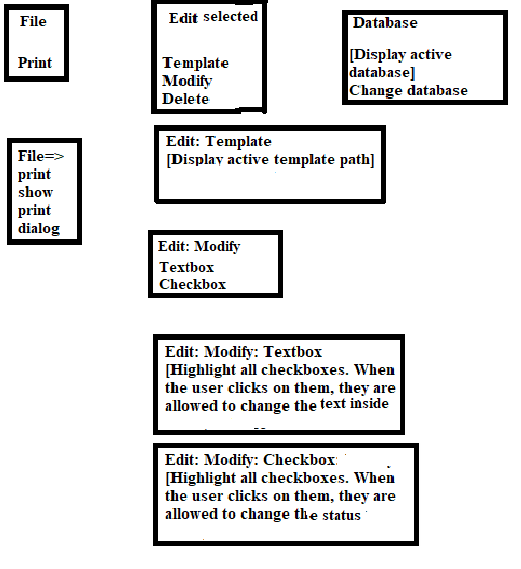 File
Print
Edit selected
Template
Modify
Delete
Database
[Display active
database]
Change database
File=>
print
show
print
dialog
Edit: Template
[Display active template path]
Edit: Modify
Textbox
Checkbox
Edit: Modify: Textbox
[Highlight all checkboxes. When
the user clicks on them, they are
allowed to change the text inside
Edit: Modify: Checkbox:
[Highlight all checkboxes. When
the user clicks on them, they are
allowed to change the status